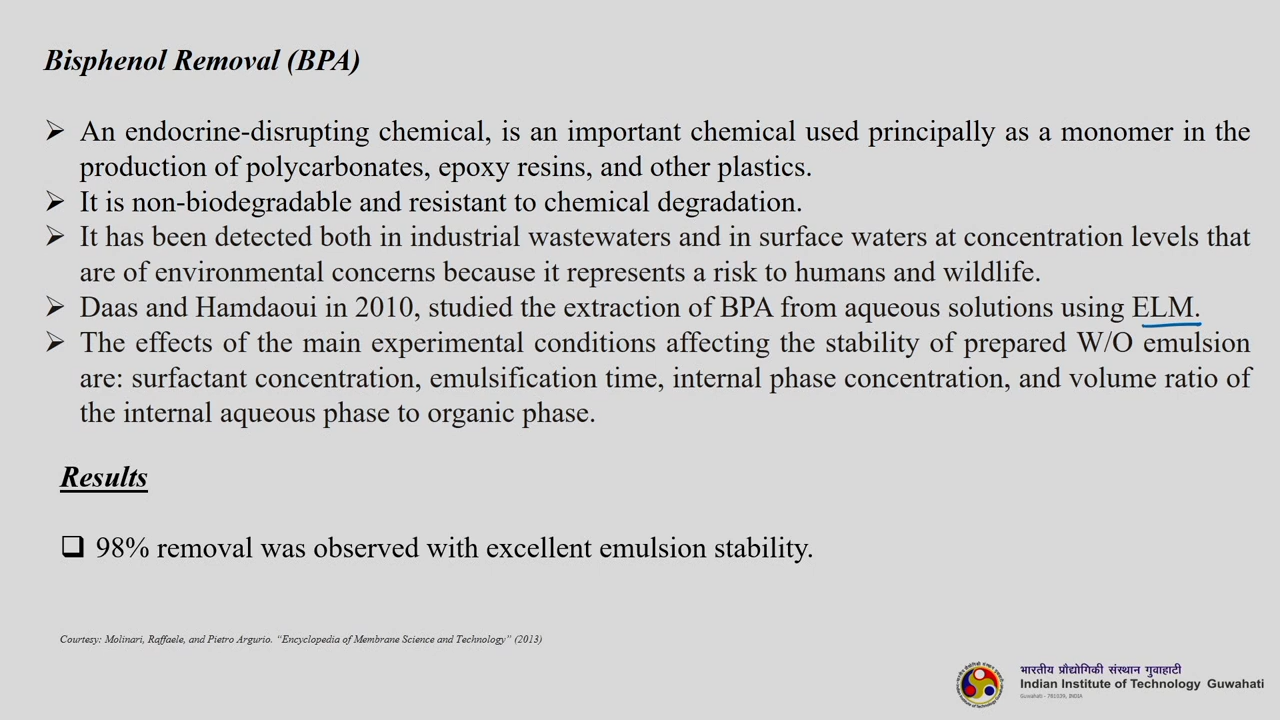 Bisphenol Removal (BPA)
➢ An endocrine-disrupting chemical, is an important chemical used principally as a monomer in the
production of polycarbonates, epoxy resins, and other plastics.
➢ It is non-biodegradable and resistant to chemical degradation.
➢ It has been detected both in industrial wastewaters and in surface waters at concentration levels that
are of environmental concerns because it represents a risk to humans and wildlife.
➢ Daas and Hamdaoui in 2010, studied the extraction of BPA from aqueous solutions using ELM.
➢ The effects of the main experimental conditions affecting the stability of prepared W/O emulsion
are: surfactant concentration, emulsification time, internal phase concentration, and volume ratio of
the internal aqueous phase to organic phase.
Results
❑ 98% removal was observed with excellent emulsion stability.
Courtesy: Molinari, Raffaele, and Pietro Argurio. “Encyclopedia of Membrane Science and Technology” (2013)
भारतीय प्रौद्योगिकी संस्थान गुवाहाटी
Indian Institute of Technology Guwahati
Guwahati - 781039, INDIA